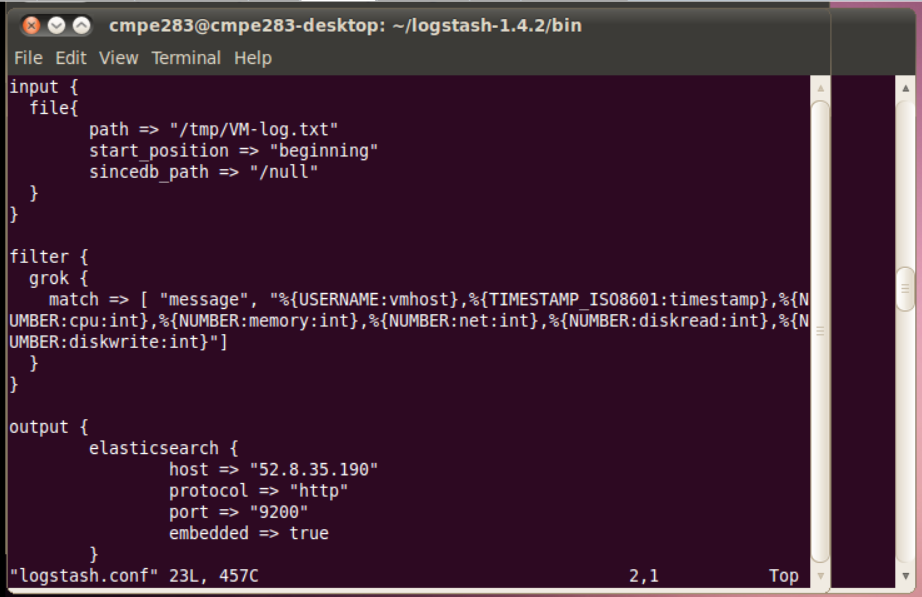 cmpe283@cmpe283-desktop: ~/logstash-1.4.2/bin
File Edit View Terminal Help
input {
  file{
        path => "/tmp/VM-log.txt"
        start_position => "beginning"
        sincedb_path => "/null"
  }
}

filter {
  grok {
    match => [ "message", "%{USERNAME:vmhost},%{TIMESTAMP_ISO8601:timestamp},%{N
UMBER:cpu:int},%{NUMBER:memory:int},%{NUMBER:net:int},%{NUMBER:diskread:int},%{N
UMBER:diskwrite:int}"]
  }
}

output {
        elasticsearch {
                host => "52.8.35.190"
                protocol => "http"
                port => "9200"
                embedded => true
        }
"logstash.conf" 23L, 457C 2,1 Top